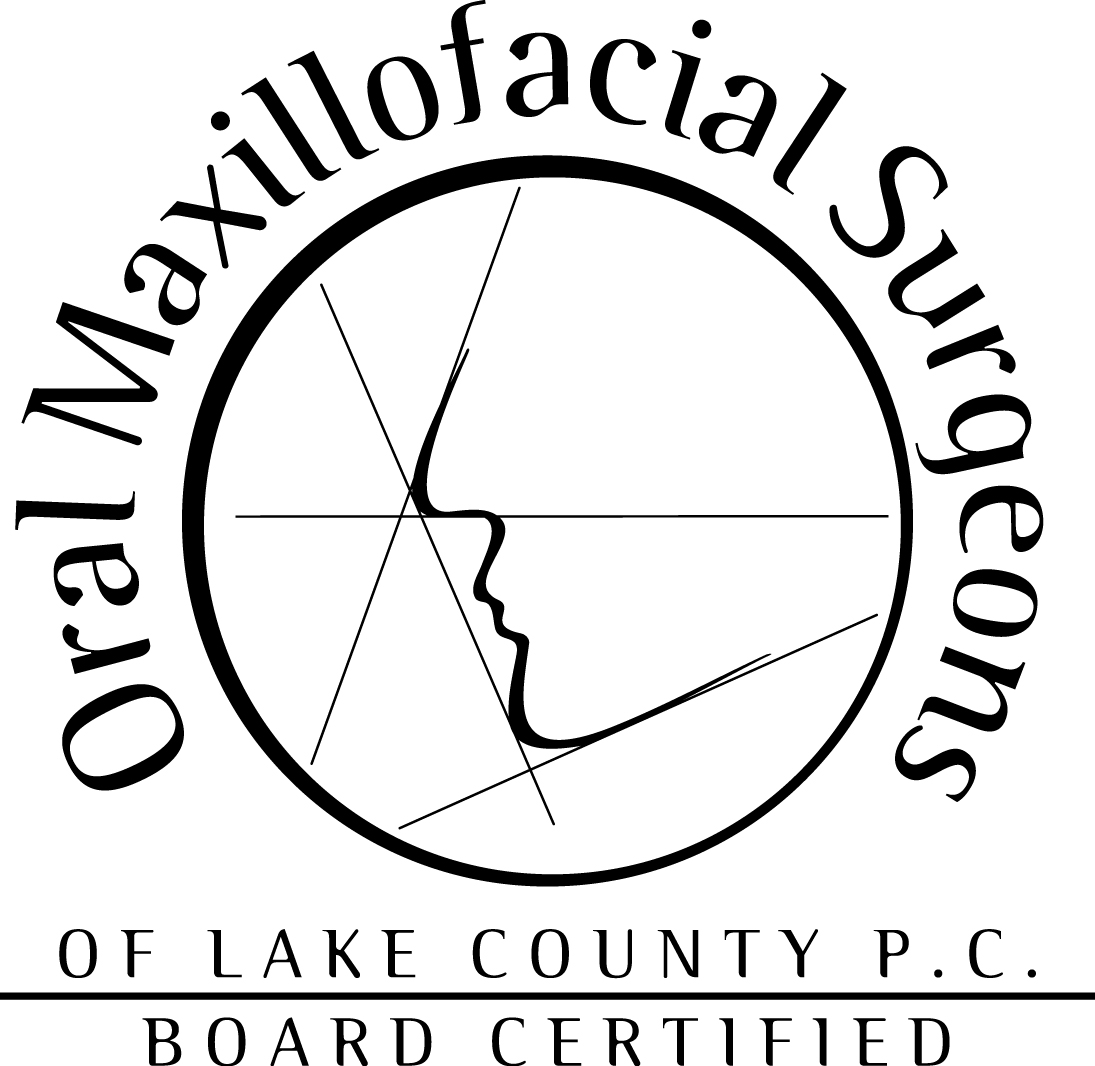 Oral Maxillofacial Surgeons
OF LAKE COUNTY P.C.
BOARD CERTIFIED